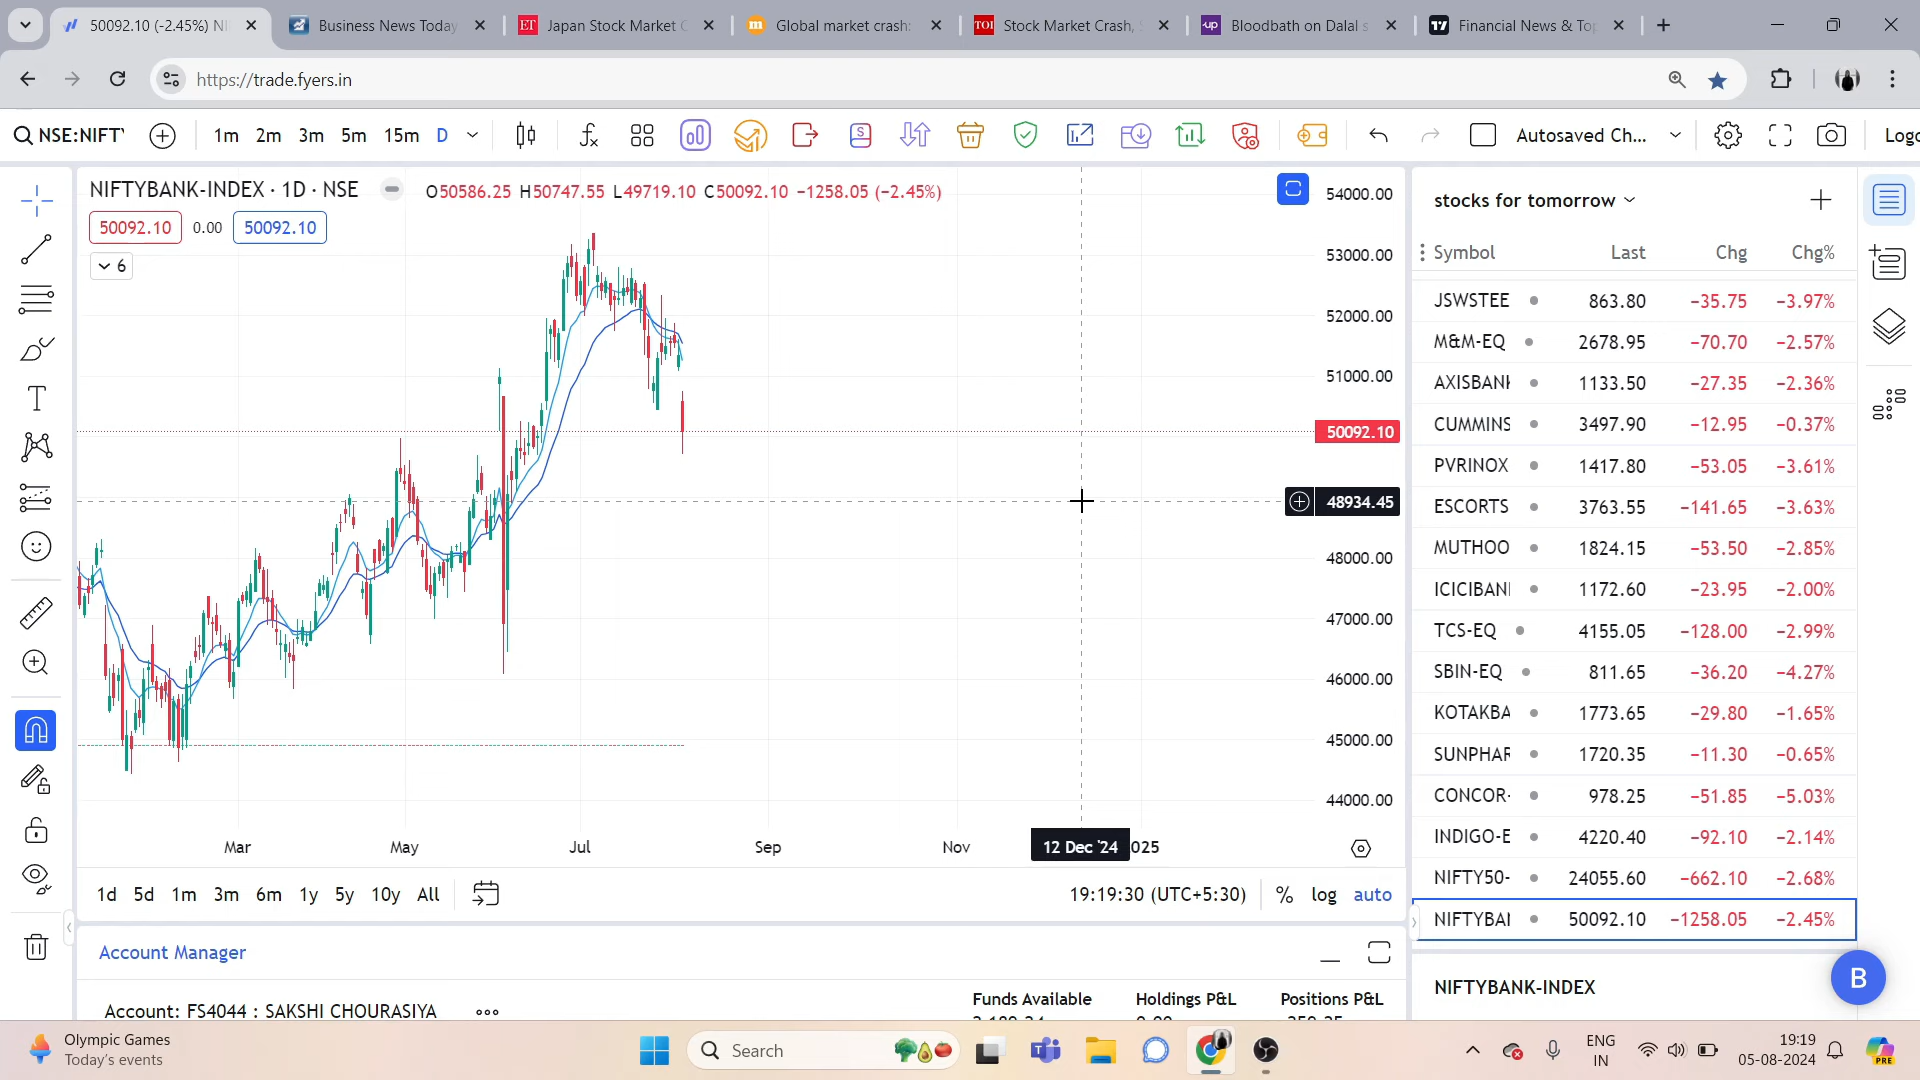 50092.10 (-2.45%) NI
Business News Today
Japan Stock Market C
Global market crash:
Stock Market Crash, S
Bloodbath on Dalal s
Financial News & Top
https://trade.fyers.in
NSE:NIFTY
1m 2m 3m 5m 15m D
Autosaved Ch...
Logo
NIFTYBANK-INDEX · 1D · NSE
O50586.25 H50747.55 L49719.10 C50092.10 −1258.05 (−2.45%)
50092.10 0.00 50092.10
6
54000.00
53000.00
52000.00
51000.00
50092.10
48934.45
48000.00
47000.00
46000.00
45000.00
44000.00
Mar May Jul Sep Nov 12 Dec '24 025
1d 5d 1m 3m 6m 1y 5y 10y All
19:19:30 (UTC+5:30) % log auto
Account Manager
Account: FS4044 : SAKSHI CHOURASIYA
Funds Available Holdings P&L Positions P&L
stocks for tomorrow
Symbol Last Chg Chg%
JSWSTEE 863.80 −35.75 −3.97%
M&M-EQ 2678.95 −70.70 −2.57%
AXISBANK 1133.50 −27.35 −2.36%
CUMMINS 3497.90 −12.95 −0.37%
PVRINOX 1417.80 −53.05 −3.61%
ESCORTS 3763.55 −141.65 −3.63%
MUTHOO 1824.15 −53.50 −2.85%
ICICIBAN 1172.60 −23.95 −2.00%
TCS-EQ 4155.05 −128.00 −2.99%
SBIN-EQ 811.65 −36.20 −4.27%
KOTAKBA 1773.65 −29.80 −1.65%
SUNPHAR 1720.35 −11.30 −0.65%
CONCOR- 978.25 −51.85 −5.03%
INDIGO-E 4220.40 −92.10 −2.14%
NIFTY50- 24055.60 −662.10 −2.68%
NIFTYBAN 50092.10 −1258.05 −2.45%
NIFTYBANK-INDEX
B
Olympic Games
Today's events
Search
ENG
IN
19:19
05-08-2024
PRE